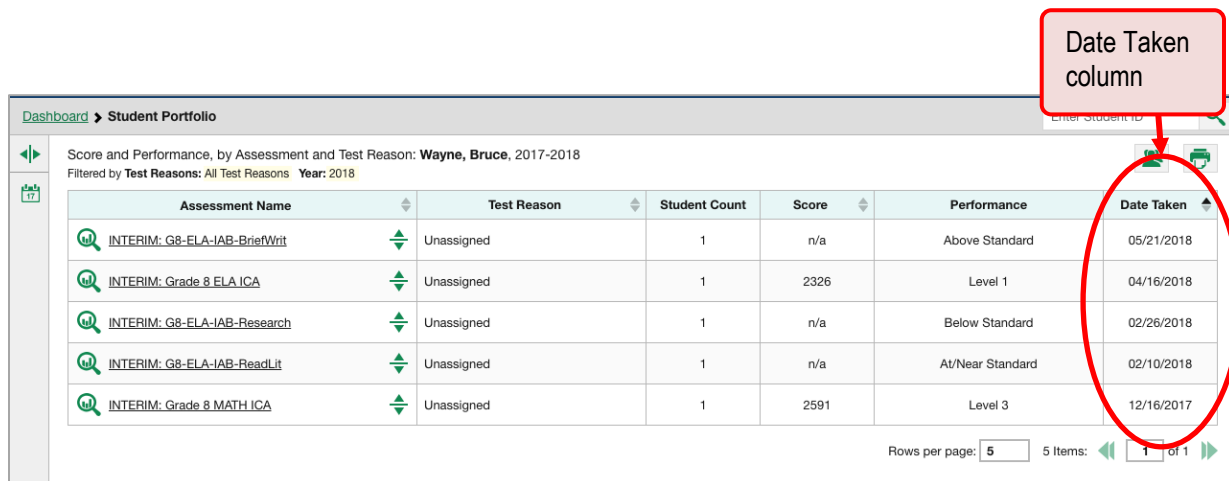 Date Taken
column
Dashboard > Student Portfolio
Enter Student ID
Score and Performance, by Assessment and Test Reason: Wayne, Bruce, 2017-2018
Filtered by Test Reasons: All Test Reasons Year: 2018
17
Assessment Name Test Reason Student Count Score Performance Date Taken
INTERIM: G8-ELA-IAB-BriefWrit Unassigned 1 n/a Above Standard 05/21/2018
INTERIM: Grade 8 ELA ICA Unassigned 1 2326 Level 1 04/16/2018
INTERIM: G8-ELA-IAB-Research Unassigned 1 n/a Below Standard 02/26/2018
INTERIM: G8-ELA-IAB-ReadLit Unassigned 1 n/a At/Near Standard 02/10/2018
INTERIM: Grade 8 MATH ICA Unassigned 1 2591 Level 3 12/16/2017
Rows per page: 5 5 Items: 1 of 1